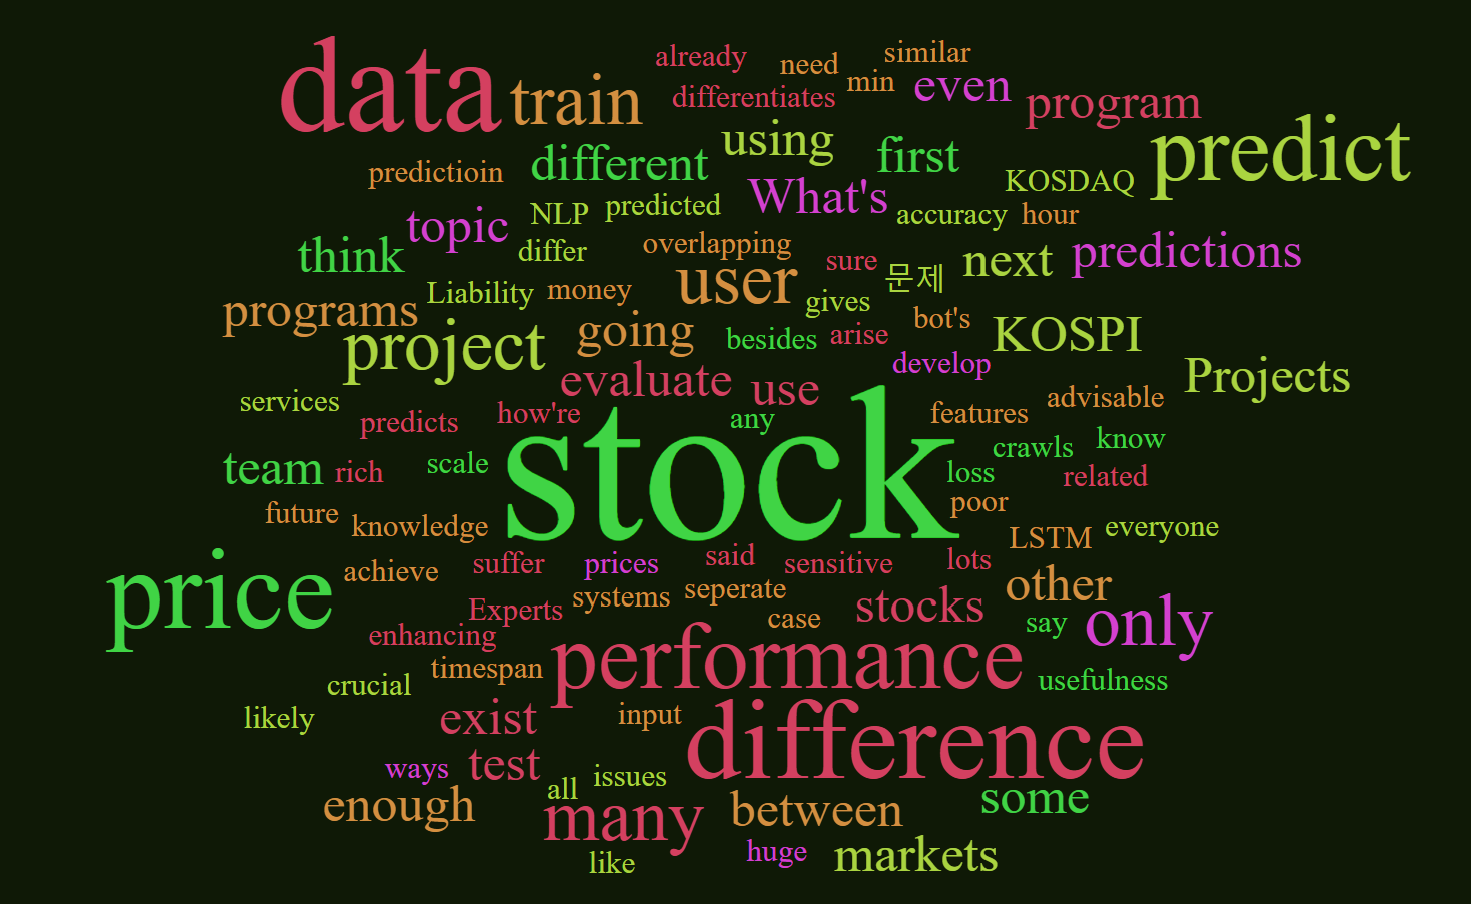 already
need
similar
data
train
differentiates
min
even
program
predict
using
different
first
predictioin
What's
KOSDAQ
NLP
predicted
accuracy
hour
topic
differ
overlapping
think
sure
문제
next
predictions
user
Liability
money
gives
programs
bot's
project
going
besides
arise
KOSPI
develop
evaluate
use
Projects
services
predicts
how're
any
features
advisable
stock
crawls
know
team
rich
scale
loss
related
poor
future
knowledge
LSTM
everyone
price
achieve
suffer
prices
said
sensitive
lots
other
Experts
systems
seperate
case
stocks
say
only
enhancing
performance
timespan
crucial
usefulness
likely
exist
input
difference
ways
test
all
issues
enough
many
between
some
like
huge
markets